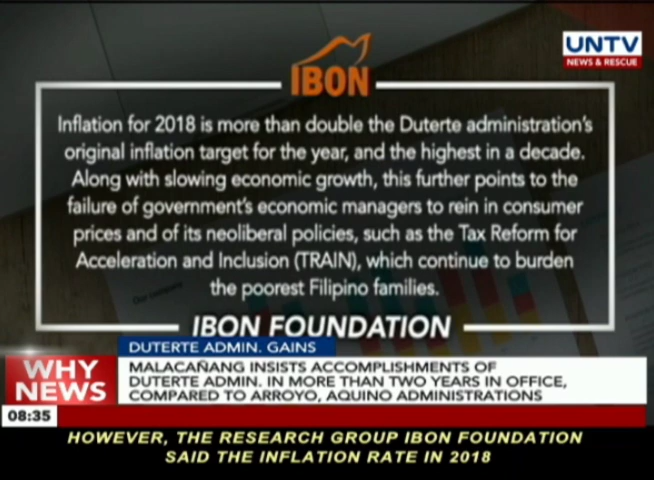 IBON
UNTV
NEWS & RESCUE
Inflation for 2018 is more than double the Duterte administration's
original inflation target for the year, and the highest in a decade.
Along with slowing economic growth, this further points to the
failure of government's economic managers to rein in consumer
prices and of its neoliberal policies, such as the Tax Reform for
Acceleration and Inclusion (TRAIN), which continue to burden
the poorest Filipino families.
IBON FOUNDATION
DUTERTE ADMIN. GAINS
WHY
NEWS
MALACAÑANG INSISTS ACCOMPLISHMENTS OF
DUTERTE ADMIN. IN MORE THAN TWO YEARS IN OFFICE,
COMPARED TO ARROYO, AQUINO ADMINISTRATIONS
08:35
HOWEVER, THE RESEARCH GROUP IBON FOUNDATION
SAID THE INFLATION RATE IN 2018